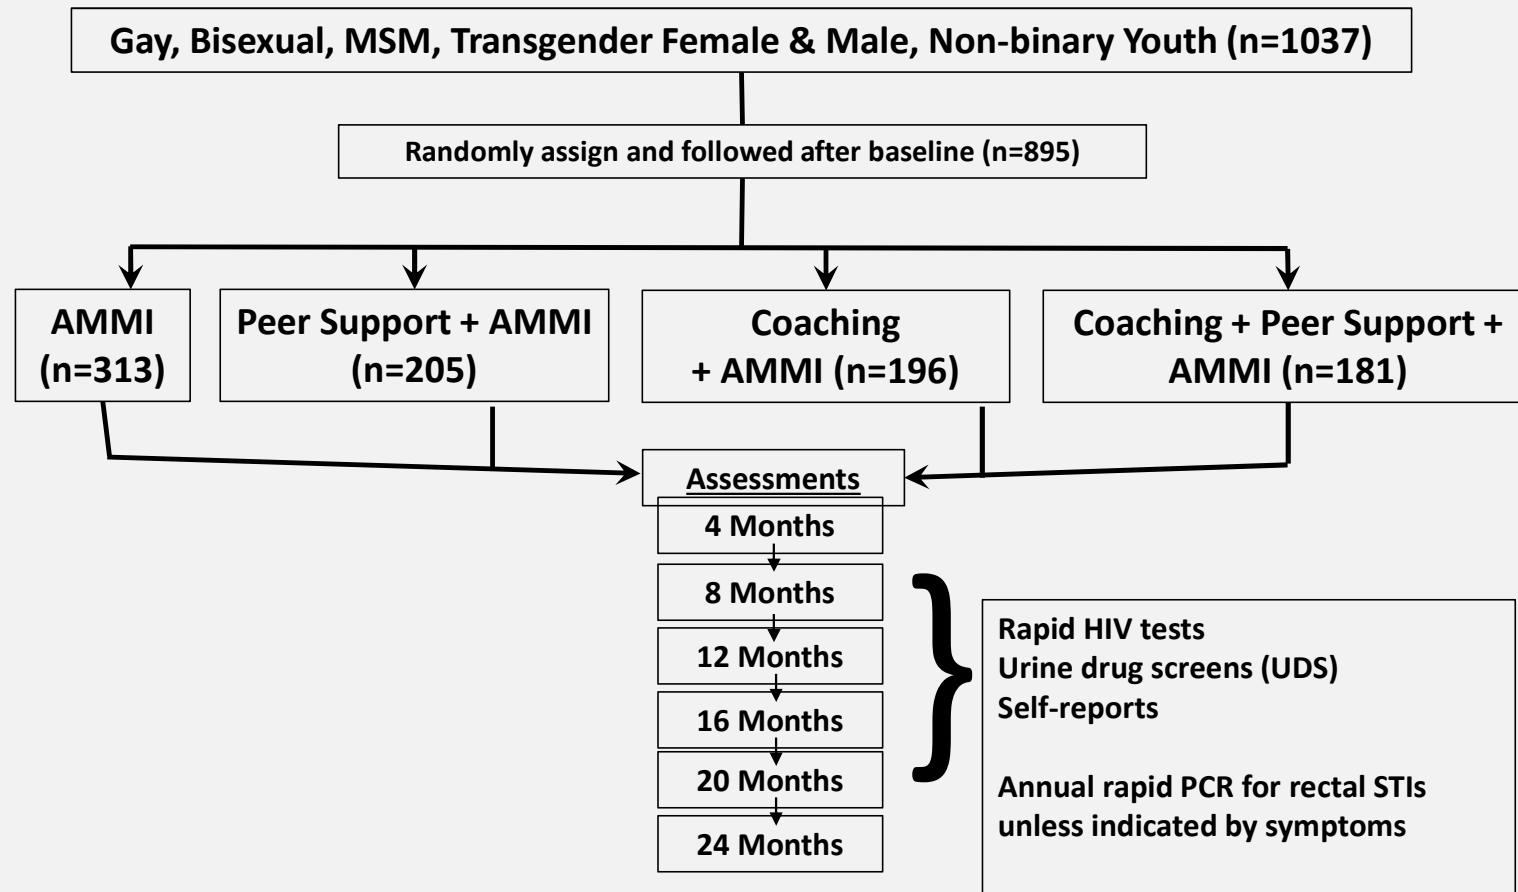 Gay, Bisexual, MSM, Transgender Female & Male, Non-binary Youth (n=1037)
Randomly assign and followed after baseline (n=895)
AMMI
(n=313)
Peer Support + AMMI
(n=205)
Coaching
+ AMMI (n=196)
Coaching + Peer Support +
AMMI (n=181)
Assessments
4 Months
8 Months
12 Months
16 Months
20 Months
24 Months
}
Rapid HIV tests
Urine drug screens (UDS)
Self-reports
Annual rapid PCR for rectal STIs
unless indicated by symptoms